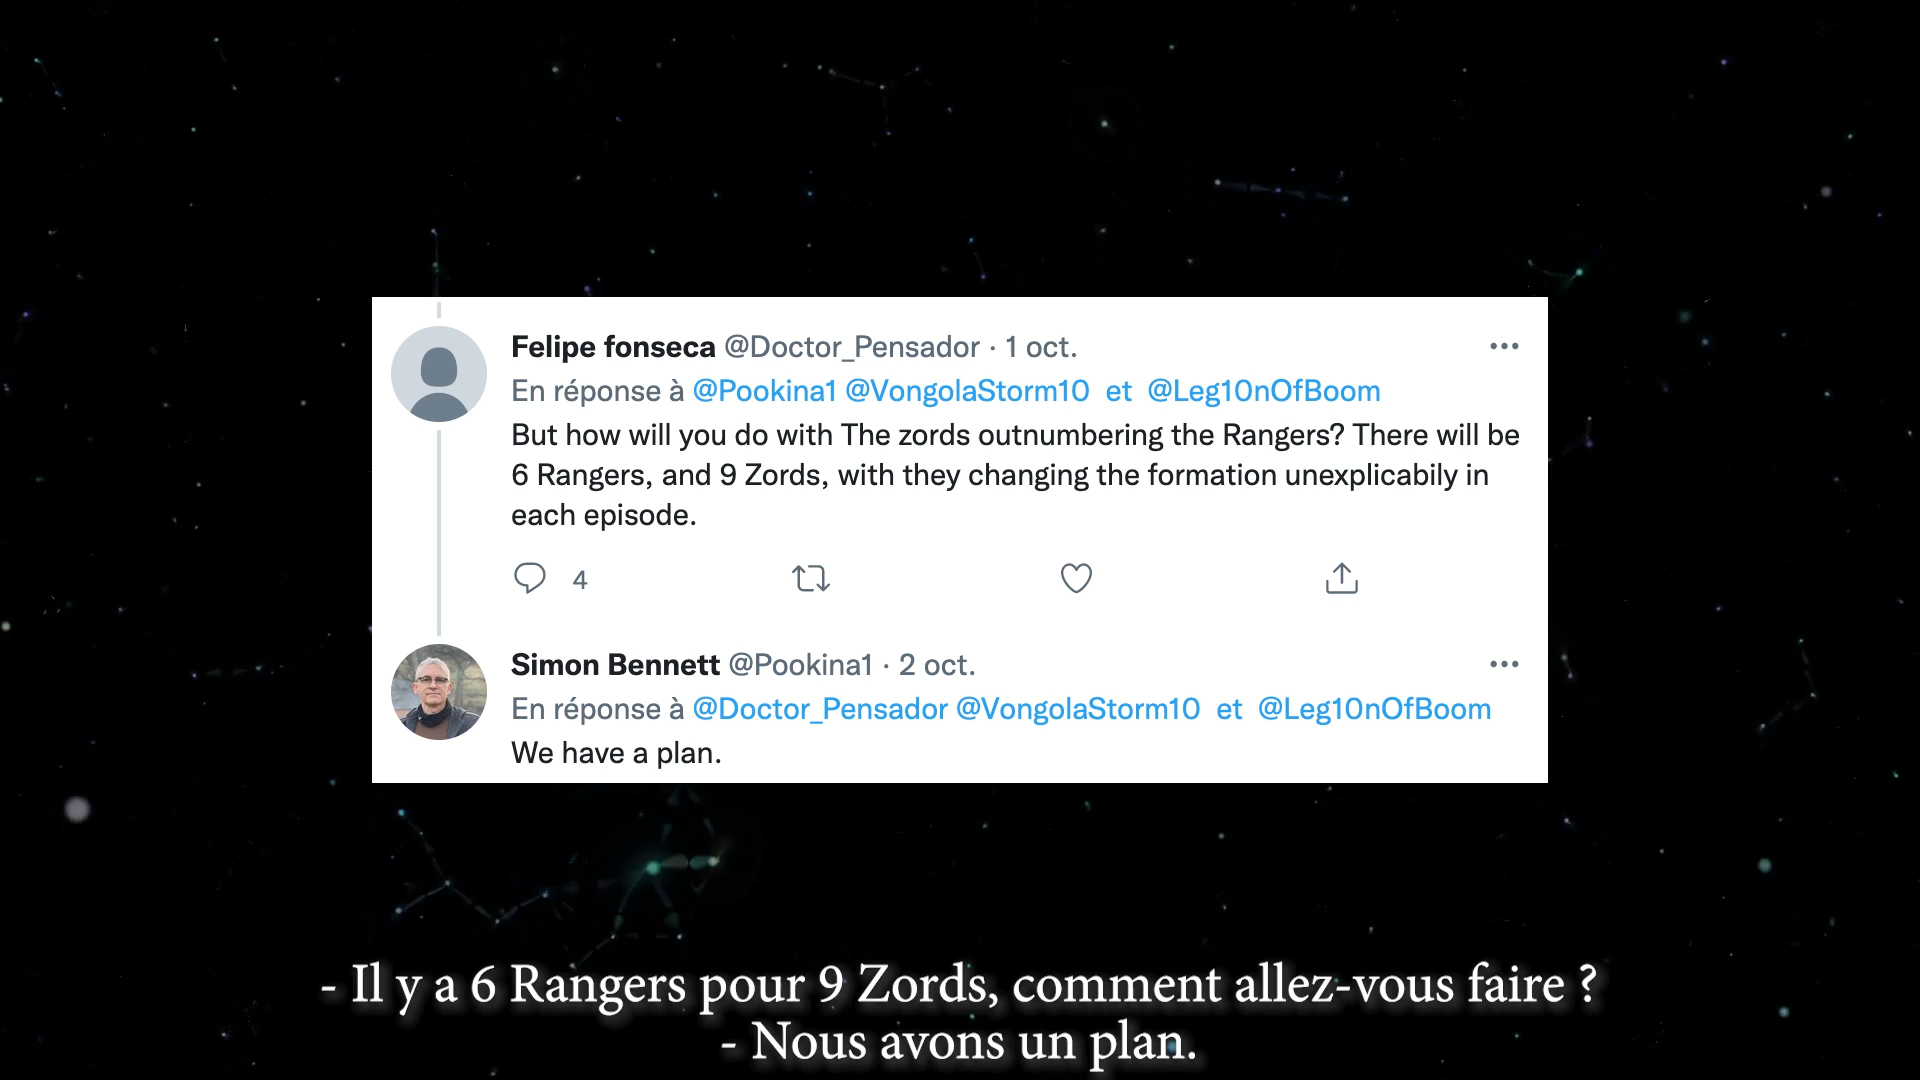 Felipe fonseca @Doctor_Pensador · 1 oct.
En réponse à @Pookina1 @VongolaStorm10 et @Leg10nOfBoom
But how will you do with The zords outnumbering the Rangers? There will be
6 Rangers, and 9 Zords, with they changing the formation unexplicabily in
each episode.
4
Simon Bennett @Pookina1 · 2 oct.
En réponse à @Doctor_Pensador @VongolaStorm10 et @Leg10nOfBoom
We have a plan.
- Il y a 6 Rangers pour 9 Zords, comment allez-vous faire ?
- Nous avons un plan.